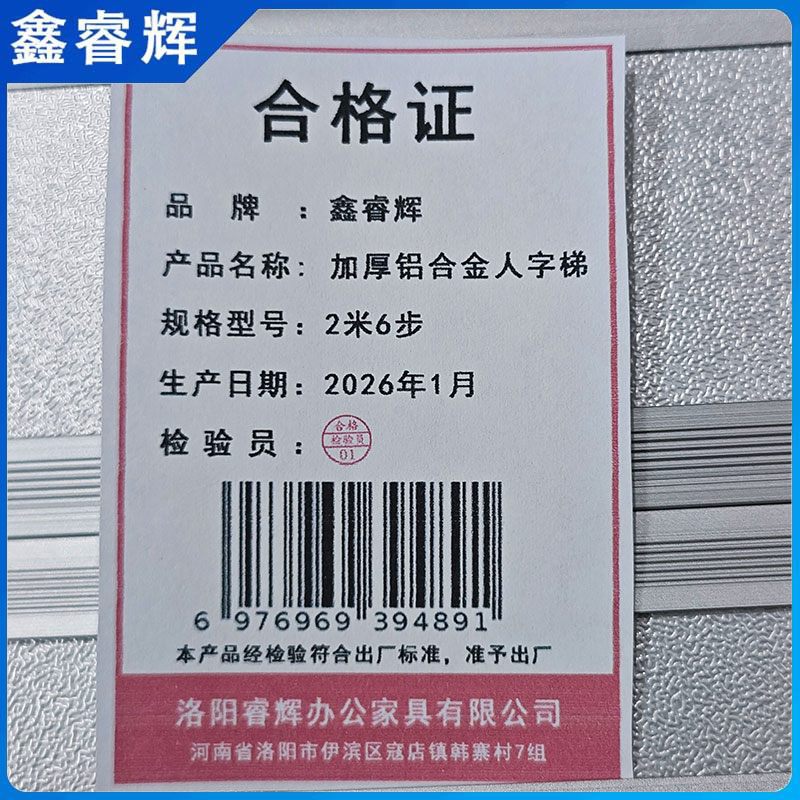 鑫睿辉
合格证
品 牌 ：鑫睿辉
产品名称：加厚铝合金人字梯
规格型号：2米6步
生产日期：2026年1月
检验员：
合格
检验员
01
6 976969 394891
本产品经检验符合出厂标准，准予出厂
洛阳睿辉办公家具有限公司
河南省洛阳市伊滨区寇店镇韩寨村7组